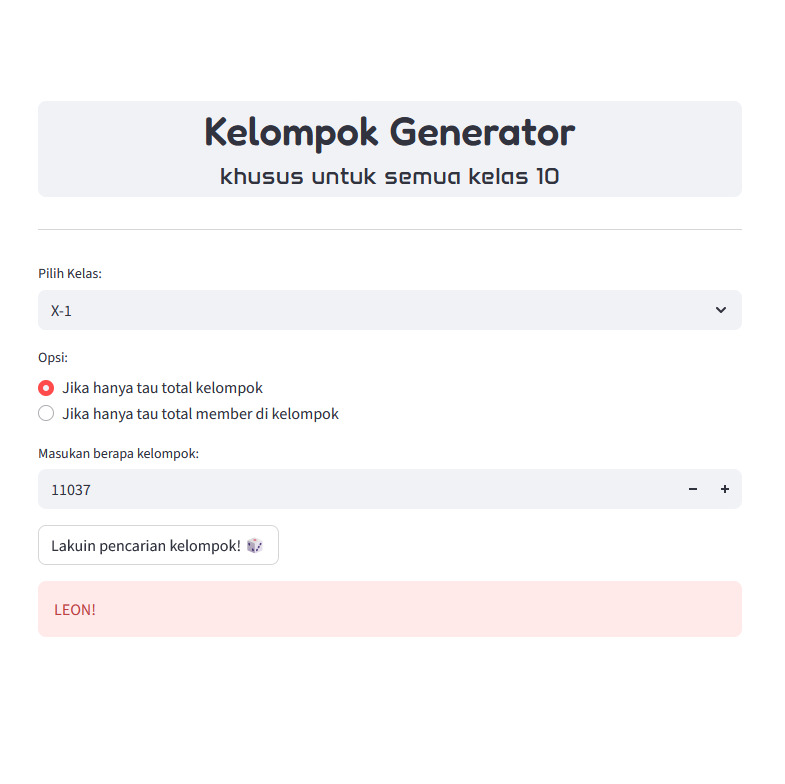 Kelompok Generator
khusus untuk semua kelas 10
Pilih Kelas:
X-1
Opsi:
Jika hanya tau total kelompok
Jika hanya tau total member di kelompok
Masukan berapa kelompok:
11037
Lakuin pencarian kelompok! 🎲
LEON!